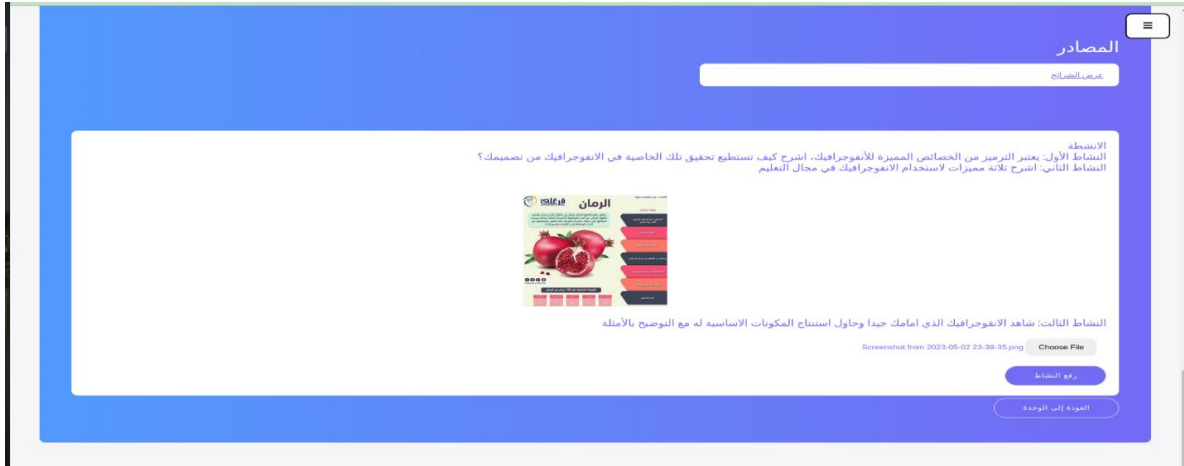 المصادر
عرض الشرائح
الانشطة
النشاط الأول: يعتبر الترميز من الخصائص المميزة للأنفوجرافيك، اشرح كيف تستطيع تحقيق تلك الخاصية في الانفوجرافيك من تصميمك؟
النشاط الثاني: اشرح ثلاثة مميزات لاستخدام الانفوجرافيك في مجال التعليم
الرمان
فرغلى
النشاط الثالث: شاهد الانفوجرافيك الذي امامك جيدا وحاول استنتاج المكونات الاساسية له مع التوضيح بالأمثلة
Choose File Screenshot from 2023-05-02 23-39-35.png
رفع النشاط
العودة إلى الوحدة